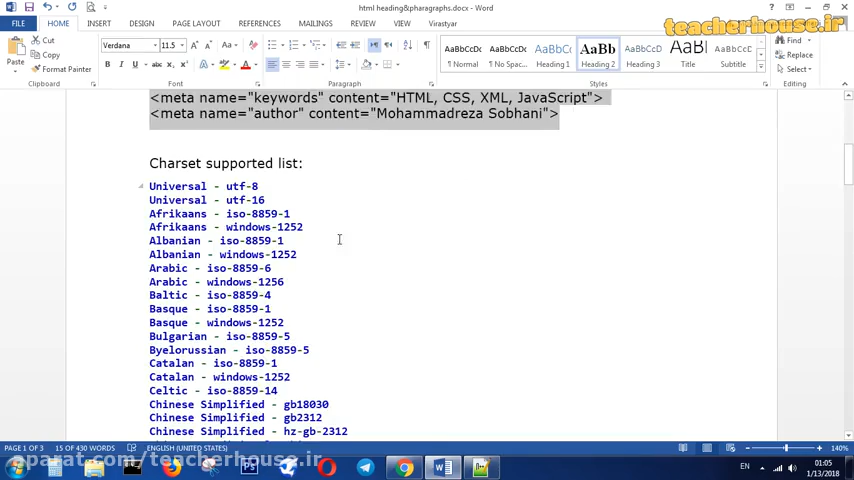 html heading&paragraphs.docx - Word
FILE HOME INSERT DESIGN PAGE LAYOUT REFERENCES MAILINGS REVIEW VIEW Virastyar
teacherhouse.ir
Paste
Cut
Copy
Format Painter
Clipboard
Verdana 11.5
Font
Paragraph
AaBbCcDc AaBbCcDc AaBbC AaBb AaBbCcD AaBl AaBbCcC
¶ Normal ¶ No Spac... Heading 1 Heading 2 Heading 3 Title Subtitle
Styles
Find
Replace
Select
Editing
<meta name="keywords" content="HTML, CSS, XML, JavaScript">
<meta name="author" content="Mohammadreza Sobhani">
Charset supported list:
Universal - utf-8
Universal - utf-16
Afrikaans - iso-8859-1
Afrikaans - windows-1252
Albanian - iso-8859-1
Albanian - windows-1252
Arabic - iso-8859-6
Arabic - windows-1256
Baltic - iso-8859-4
Basque - iso-8859-1
Basque - windows-1252
Bulgarian - iso-8859-5
Byelorussian - iso-8859-5
Catalan - iso-8859-1
Catalan - windows-1252
Celtic - iso-8859-14
Chinese Simplified - gb18030
Chinese Simplified - gb2312
Chinese Simplified - hz-gb-2312
PAGE 1 OF 3 15 OF 430 WORDS ENGLISH (UNITED STATES) 140%
aparat.com/teacherhouse.ir
EN 01:05
1/13/2018